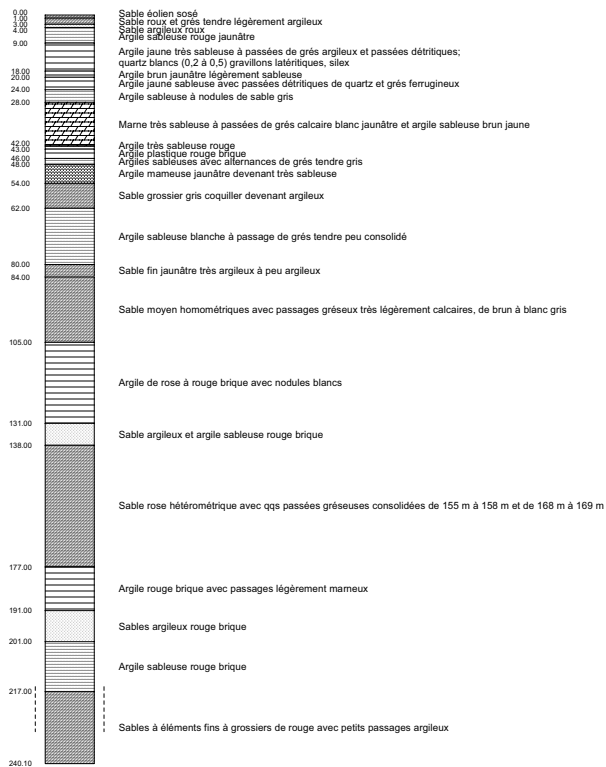 0.00 Sable éolien sosé
1.00 Sable roux et grés tendre légèrement argileux
3.00 Sable argileux roux
4.00 Argile sableuse rouge jaunâtre
9.00 Argile jaune très sableuse à passées de grés argileux et passées détritiques;
quartz blancs (0,2 à 0,5) gravillons latéritiques, silex
18.00 Argile brun jaunâtre légèrement sableuse
20.00 Argile jaune sableuse avec passées détritiques de quartz et grés ferrugineux
24.00 Argile sableuse à nodules de sable gris
28.00
Marne très sableuse à passées de grés calcaire blanc jaunâtre et argile sableuse brun jaune
42.00 Argile très sableuse rouge
43.00 Argile plastique rouge brique
46.00 Argiles sableuses avec alternances de grés tendre gris
48.00 Argile mameuse jaunâtre devenant très sableuse
54.00
Sable grossier gris coquiller devenant argileux
62.00
Argile sableuse blanche à passage de grés tendre peu consolidé
80.00
Sable fin jaunâtre très argileux à peu argileux
84.00
Sable moyen homométriques avec passages gréseux très légèrement calcaires, de brun à blanc gris
105.00
Argile de rose à rouge brique avec nodules blancs
131.00
Sable argileux et argile sableuse rouge brique
138.00
Sable rose hétérométrique avec qqs passées gréseuses consolidées de 155 m à 158 m et de 168 m à 169 m
177.00
Argile rouge brique avec passages légèrement marneux
191.00
Sables argileux rouge brique
201.00
Argile sableuse rouge brique
217.00
Sables à éléments fins à grossiers de rouge avec petits passages argileux
240.10